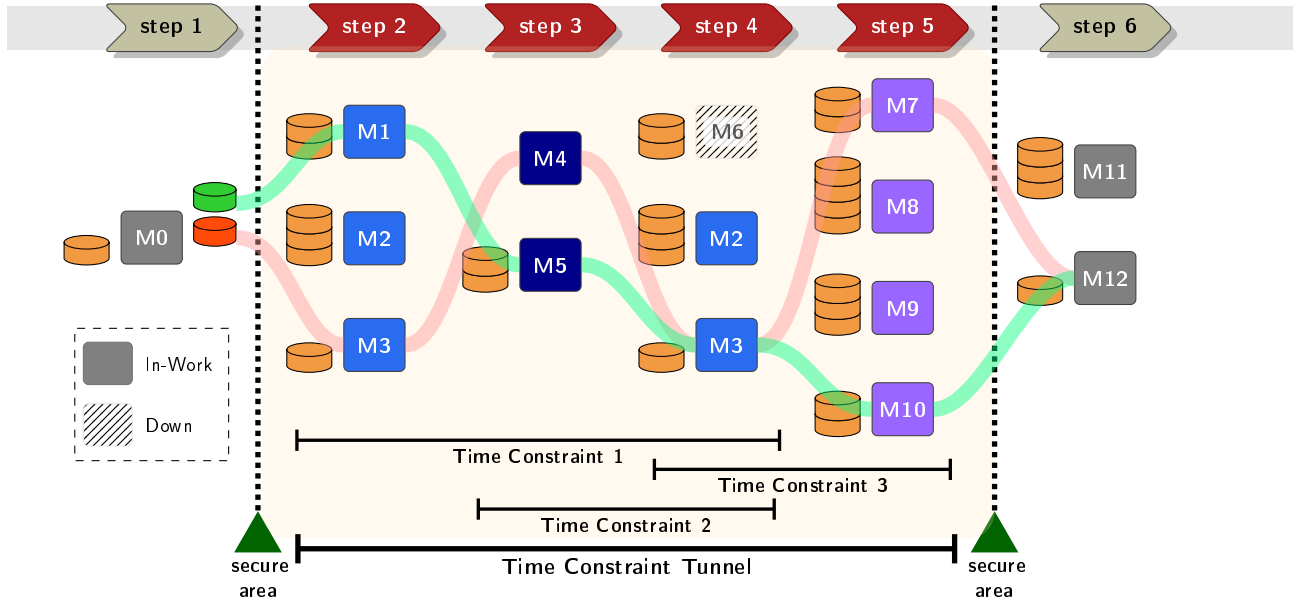 step 1
step 2
step 3
step 4
step 5
step 6
M0
M1
M2
M3
M4
M5
M6
M2
M3
M7
M8
M9
M10
M11
M12
In-Work
Down
Time Constraint 1
Time Constraint 3
Time Constraint 2
Time Constraint Tunnel
secure
area
secure
area